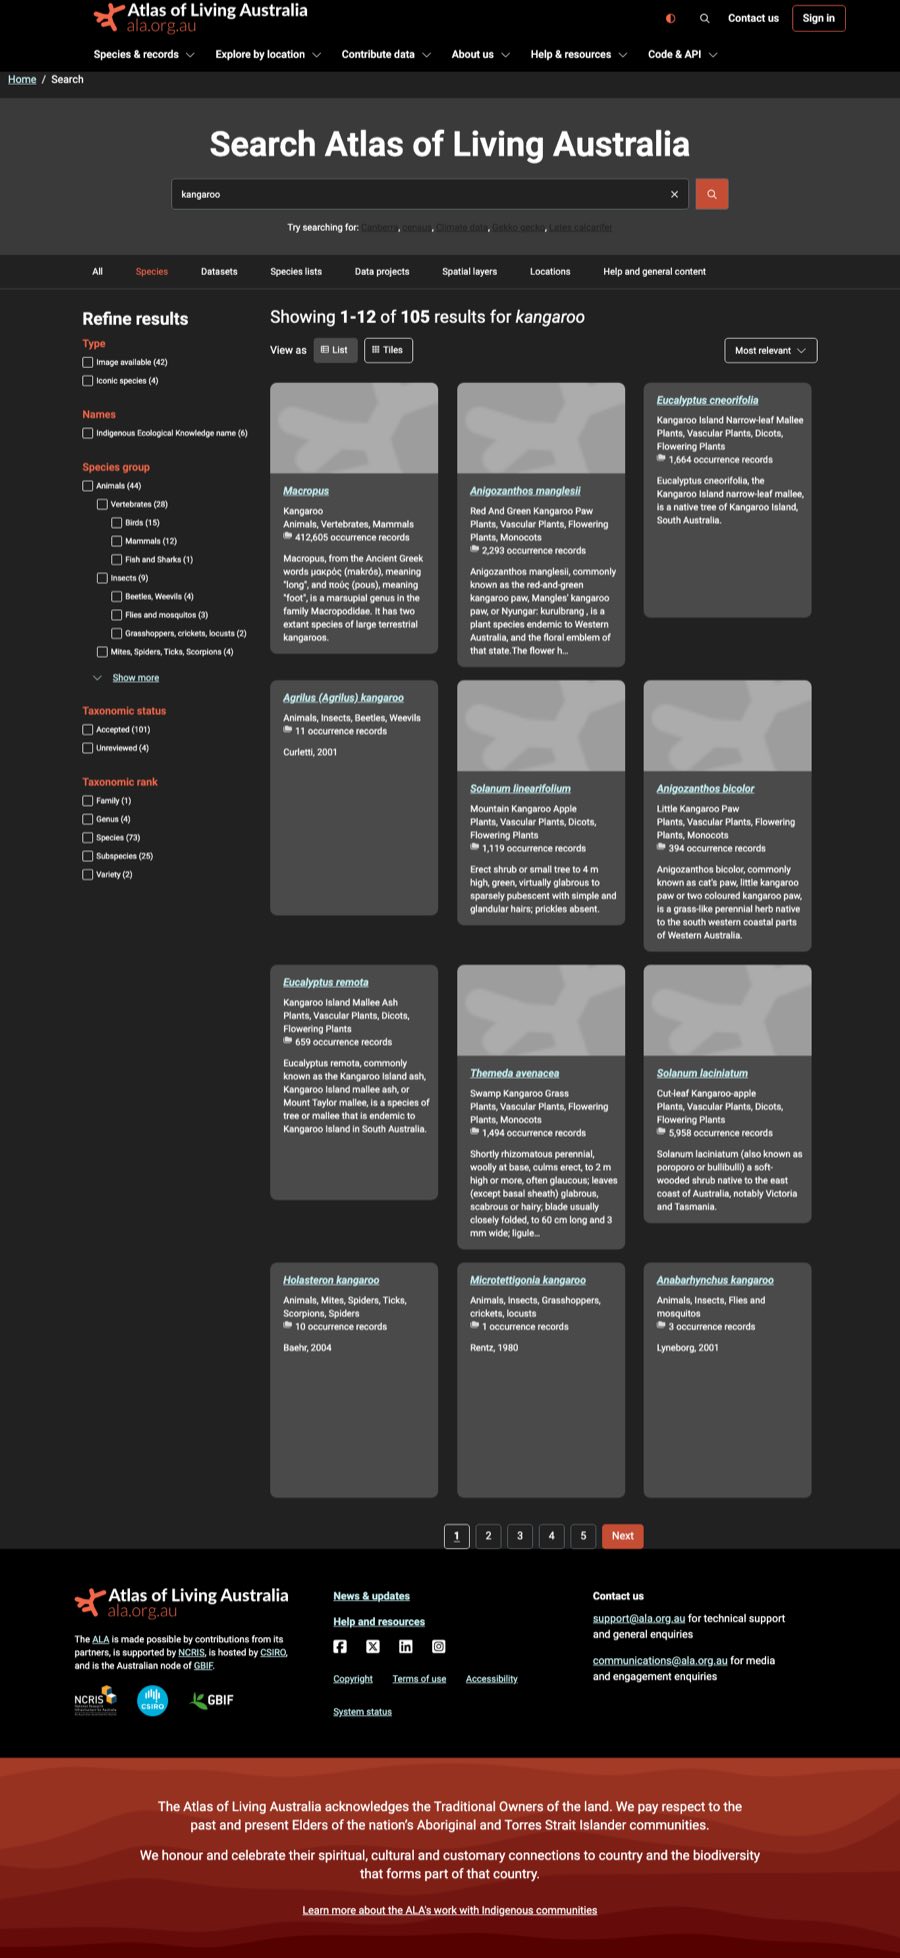 Atlas of Living Australia
ala.org.au
Contact us
Sign in
Species & records
Explore by location
Contribute data
About us
Help & resources
Code & API
Home / Search
Search Atlas of Living Australia
kangaroo
Try searching for: Canberra, census, Climate data, Gekko gecko, Lates calcarifer
All
Species
Datasets
Species lists
Data projects
Spatial layers
Locations
Help and general content
Refine results
Type
Image available (42)
Iconic species (4)
Names
Indigenous Ecological Knowledge name (6)
Species group
Animals (44)
Vertebrates (28)
Birds (15)
Mammals (12)
Fish and Sharks (1)
Insects (9)
Beetles, Weevils (4)
Flies and mosquitos (3)
Grasshoppers, crickets, locusts (2)
Mites, Spiders, Ticks, Scorpions (4)
Show more
Taxonomic status
Accepted (101)
Unreviewed (4)
Taxonomic rank
Family (1)
Genus (4)
Species (73)
Subspecies (25)
Variety (2)
Showing 1-12 of 105 results for kangaroo
View as
List
Tiles
Most relevant
Macropus
Kangaroo
Animals, Vertebrates, Mammals
412,605 occurrence records
Macropus, from the Ancient Greek
words μακρός (makrós), meaning
"long", and πούς (pous), meaning
"foot", is a marsupial genus in the
family Macropodidae. It has two
extant species of large terrestrial
kangaroos.
Anigozanthos manglesii
Red And Green Kangaroo Paw
Plants, Vascular Plants, Flowering
Plants, Monocots
2,293 occurrence records
Anigozanthos manglesii, commonly
known as the red-and-green
kangaroo paw, Mangles' kangaroo
paw, or Nyungar: kurulbrang , is a
plant species endemic to Western
Australia, and the floral emblem of
that state.The flower h...
Eucalyptus cneorifolia
Kangaroo Island Narrow-leaf Mallee
Plants, Vascular Plants, Dicots,
Flowering Plants
1,664 occurrence records
Eucalyptus cneorifolia, the
Kangaroo Island narrow-leaf mallee,
is a native tree of Kangaroo Island,
South Australia.
Agrilus (Agrilus) kangaroo
Animals, Insects, Beetles, Weevils
11 occurrence records
Curletti, 2001
Solanum linearifolium
Mountain Kangaroo Apple
Plants, Vascular Plants, Dicots,
Flowering Plants
1,119 occurrence records
Erect shrub or small tree to 4 m
high, green, virtually glabrous to
sparsely pubescent with simple and
glandular hairs; prickles absent.
Anigozanthos bicolor
Little Kangaroo Paw
Plants, Vascular Plants, Flowering
Plants, Monocots
394 occurrence records
Anigozanthos bicolor, commonly
known as cat's paw, little kangaroo
paw or two coloured kangaroo paw,
is a grass-like perennial herb native
to the south western coastal parts
of Western Australia.
Eucalyptus remota
Kangaroo Island Mallee Ash
Plants, Vascular Plants, Dicots,
Flowering Plants
659 occurrence records
Eucalyptus remota, commonly
known as the Kangaroo Island ash,
Kangaroo Island mallee ash, or
Mount Taylor mallee, is a species of
tree or mallee that is endemic to
Kangaroo Island in South Australia.
Themeda avenacea
Swamp Kangaroo Grass
Plants, Vascular Plants, Flowering
Plants, Monocots
1,494 occurrence records
Shortly rhizomatous perennial,
woolly at base, culms erect, to 2 m
high or more, often glaucous; leaves
(except basal sheath) glabrous,
scabrous or hairy; blade usually
closely folded, to 60 cm long and 3
mm wide; ligule...
Solanum laciniatum
Cut-leaf Kangaroo-apple
Plants, Vascular Plants, Dicots,
Flowering Plants
5,958 occurrence records
Solanum laciniatum (also known as
poroporo or bullibulli) a soft-
wooded shrub native to the east
coast of Australia, notably Victoria
and Tasmania.
Holasteron kangaroo
Animals, Mites, Spiders, Ticks,
Scorpions, Spiders
10 occurrence records
Baehr, 2004
Microtettigonia kangaroo
Animals, Insects, Grasshoppers,
crickets, locusts
1 occurrence records
Rentz, 1980
Anabarhynchus kangaroo
Animals, Insects, Flies and
mosquitos
3 occurrence records
Lyneborg, 2001
1
2
3
4
5
Next
Atlas of Living Australia
ala.org.au
The ALA is made possible by contributions from its
partners, is supported by NCRIS, is hosted by CSIRO,
and is the Australian node of GBIF.
NCRIS
CSIRO
GBIF
News & updates
Help and resources
Copyright
Terms of use
Accessibility
System status
Contact us
support@ala.org.au for technical support
and general enquiries
communications@ala.org.au for media
and engagement enquiries
The Atlas of Living Australia acknowledges the Traditional Owners of the land. We pay respect to the
past and present Elders of the nation's Aboriginal and Torres Strait Islander communities.
We honour and celebrate their spiritual, cultural and customary connections to country and the biodiversity
that forms part of that country.
Learn more about the ALA's work with Indigenous communities